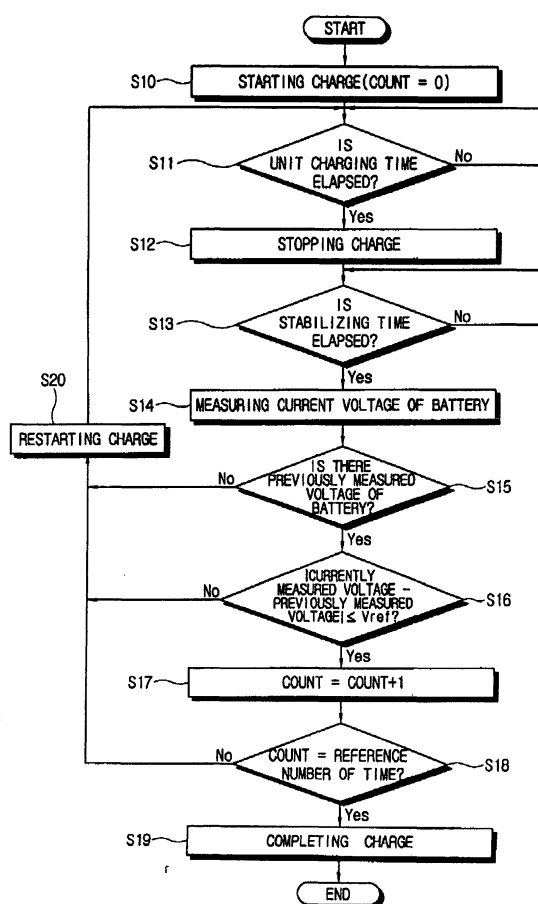 START
S10
STARTING CHARGE(COUNT = 0)
S11
IS
UNIT CHARGING TIME
ELAPSED?
No
Yes
S12
STOPPING CHARGE
S13
IS
STABILIZING TIME
ELAPSED?
No
Yes
S20
RESTARTING CHARGE
S14
MEASURING CURRENT VOLTAGE OF BATTERY
IS THERE
PREVIOUSLY MEASURED
VOLTAGE OF
BATTERY?
S15
No
Yes
|CURRENTLY
MEASURED VOLTAGE -
PREVIOUSLY MEASURED
VOLTAGE|≤ Vref?
S16
No
Yes
S17
COUNT = COUNT+1
COUNT = REFERENCE
NUMBER OF TIME?
S18
No
Yes
S19
COMPLETING CHARGE
r
END